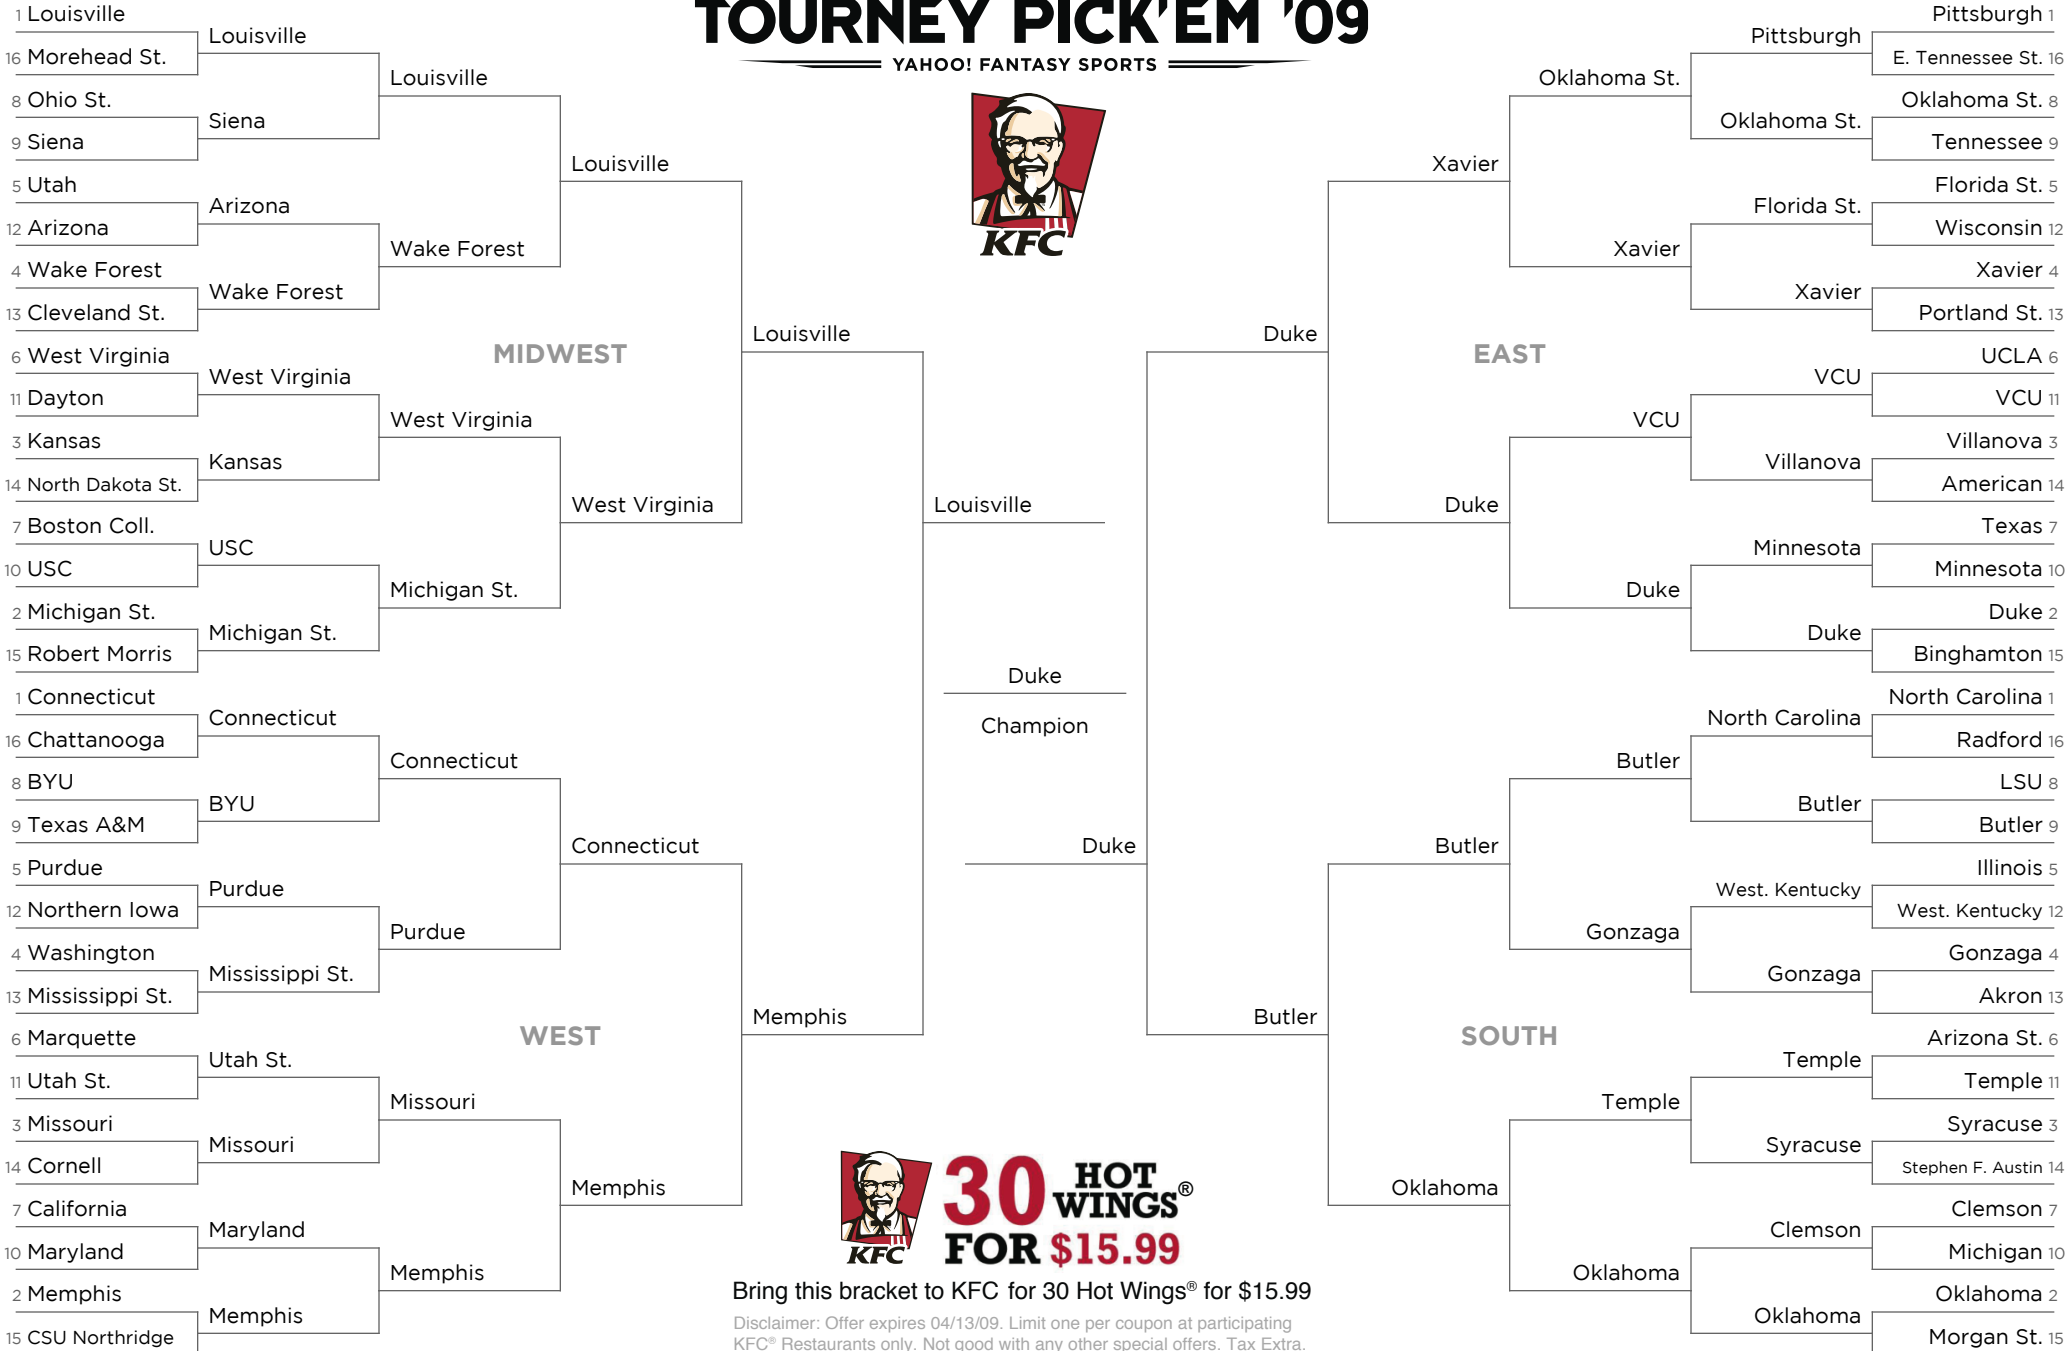 TOURNEY PICK'EM '09
YAHOO! FANTASY SPORTS
KFC
1 Louisville
16 Morehead St.
8 Ohio St.
9 Siena
5 Utah
12 Arizona
4 Wake Forest
13 Cleveland St.
6 West Virginia
11 Dayton
3 Kansas
14 North Dakota St.
7 Boston Coll.
10 USC
2 Michigan St.
15 Robert Morris
Louisville
Siena
Arizona
Wake Forest
West Virginia
Kansas
USC
Michigan St.
Louisville
Wake Forest
West Virginia
Michigan St.
Louisville
West Virginia
Louisville
MIDWEST
1 Connecticut
16 Chattanooga
8 BYU
9 Texas A&M
5 Purdue
12 Northern Iowa
4 Washington
13 Mississippi St.
6 Marquette
11 Utah St.
3 Missouri
14 Cornell
7 California
10 Maryland
2 Memphis
15 CSU Northridge
Connecticut
BYU
Purdue
Mississippi St.
Utah St.
Missouri
Maryland
Memphis
Connecticut
Purdue
Missouri
Memphis
Connecticut
Memphis
Memphis
WEST
Louisville
Duke
Champion
Duke
Pittsburgh 1
E. Tennessee St. 16
Oklahoma St. 8
Tennessee 9
Florida St. 5
Wisconsin 12
Xavier 4
Portland St. 13
UCLA 6
VCU 11
Villanova 3
American 14
Texas 7
Minnesota 10
Duke 2
Binghamton 15
Pittsburgh
Oklahoma St.
Florida St.
Xavier
VCU
Villanova
Minnesota
Duke
Oklahoma St.
Xavier
VCU
Duke
Xavier
Duke
Duke
EAST
North Carolina 1
Radford 16
LSU 8
Butler 9
Illinois 5
West. Kentucky 12
Gonzaga 4
Akron 13
Arizona St. 6
Temple 11
Syracuse 3
Stephen F. Austin 14
Clemson 7
Michigan 10
Oklahoma 2
Morgan St. 15
North Carolina
Butler
West. Kentucky
Gonzaga
Temple
Syracuse
Clemson
Oklahoma
Butler
Gonzaga
Temple
Oklahoma
Butler
Oklahoma
Butler
SOUTH
KFC
30 HOT WINGS®
FOR $15.99
Bring this bracket to KFC for 30 Hot Wings® for $15.99
Disclaimer: Offer expires 04/13/09. Limit one per coupon at participating
KFC® Restaurants only. Not good with any other special offers. Tax Extra.